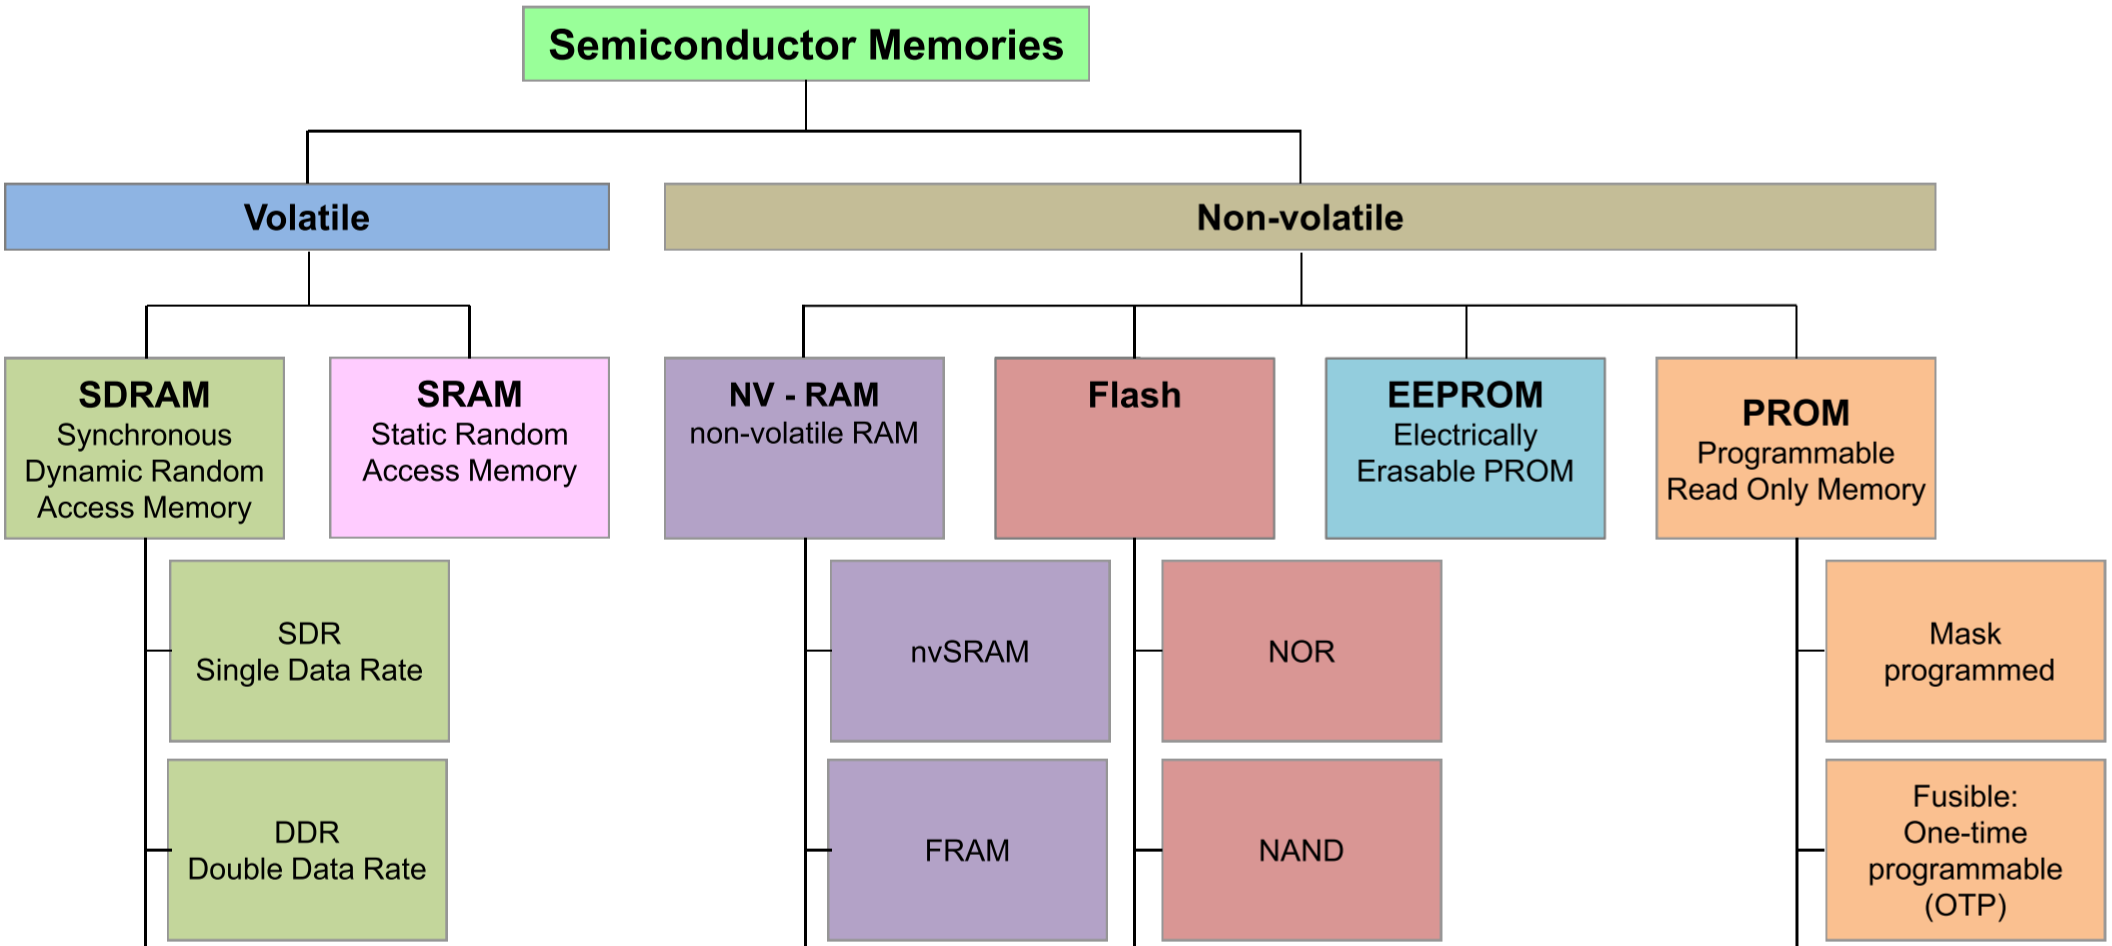 Semiconductor Memories
Volatile
Non-volatile
SDRAM
Synchronous
Dynamic Random
Access Memory
SRAM
Static Random
Access Memory
NV - RAM
non-volatile RAM
Flash
EEPROM
Electrically
Erasable PROM
PROM
Programmable
Read Only Memory
SDR
Single Data Rate
nvSRAM
NOR
Mask
programmed
DDR
Double Data Rate
FRAM
NAND
Fusible:
One-time
programmable
(OTP)